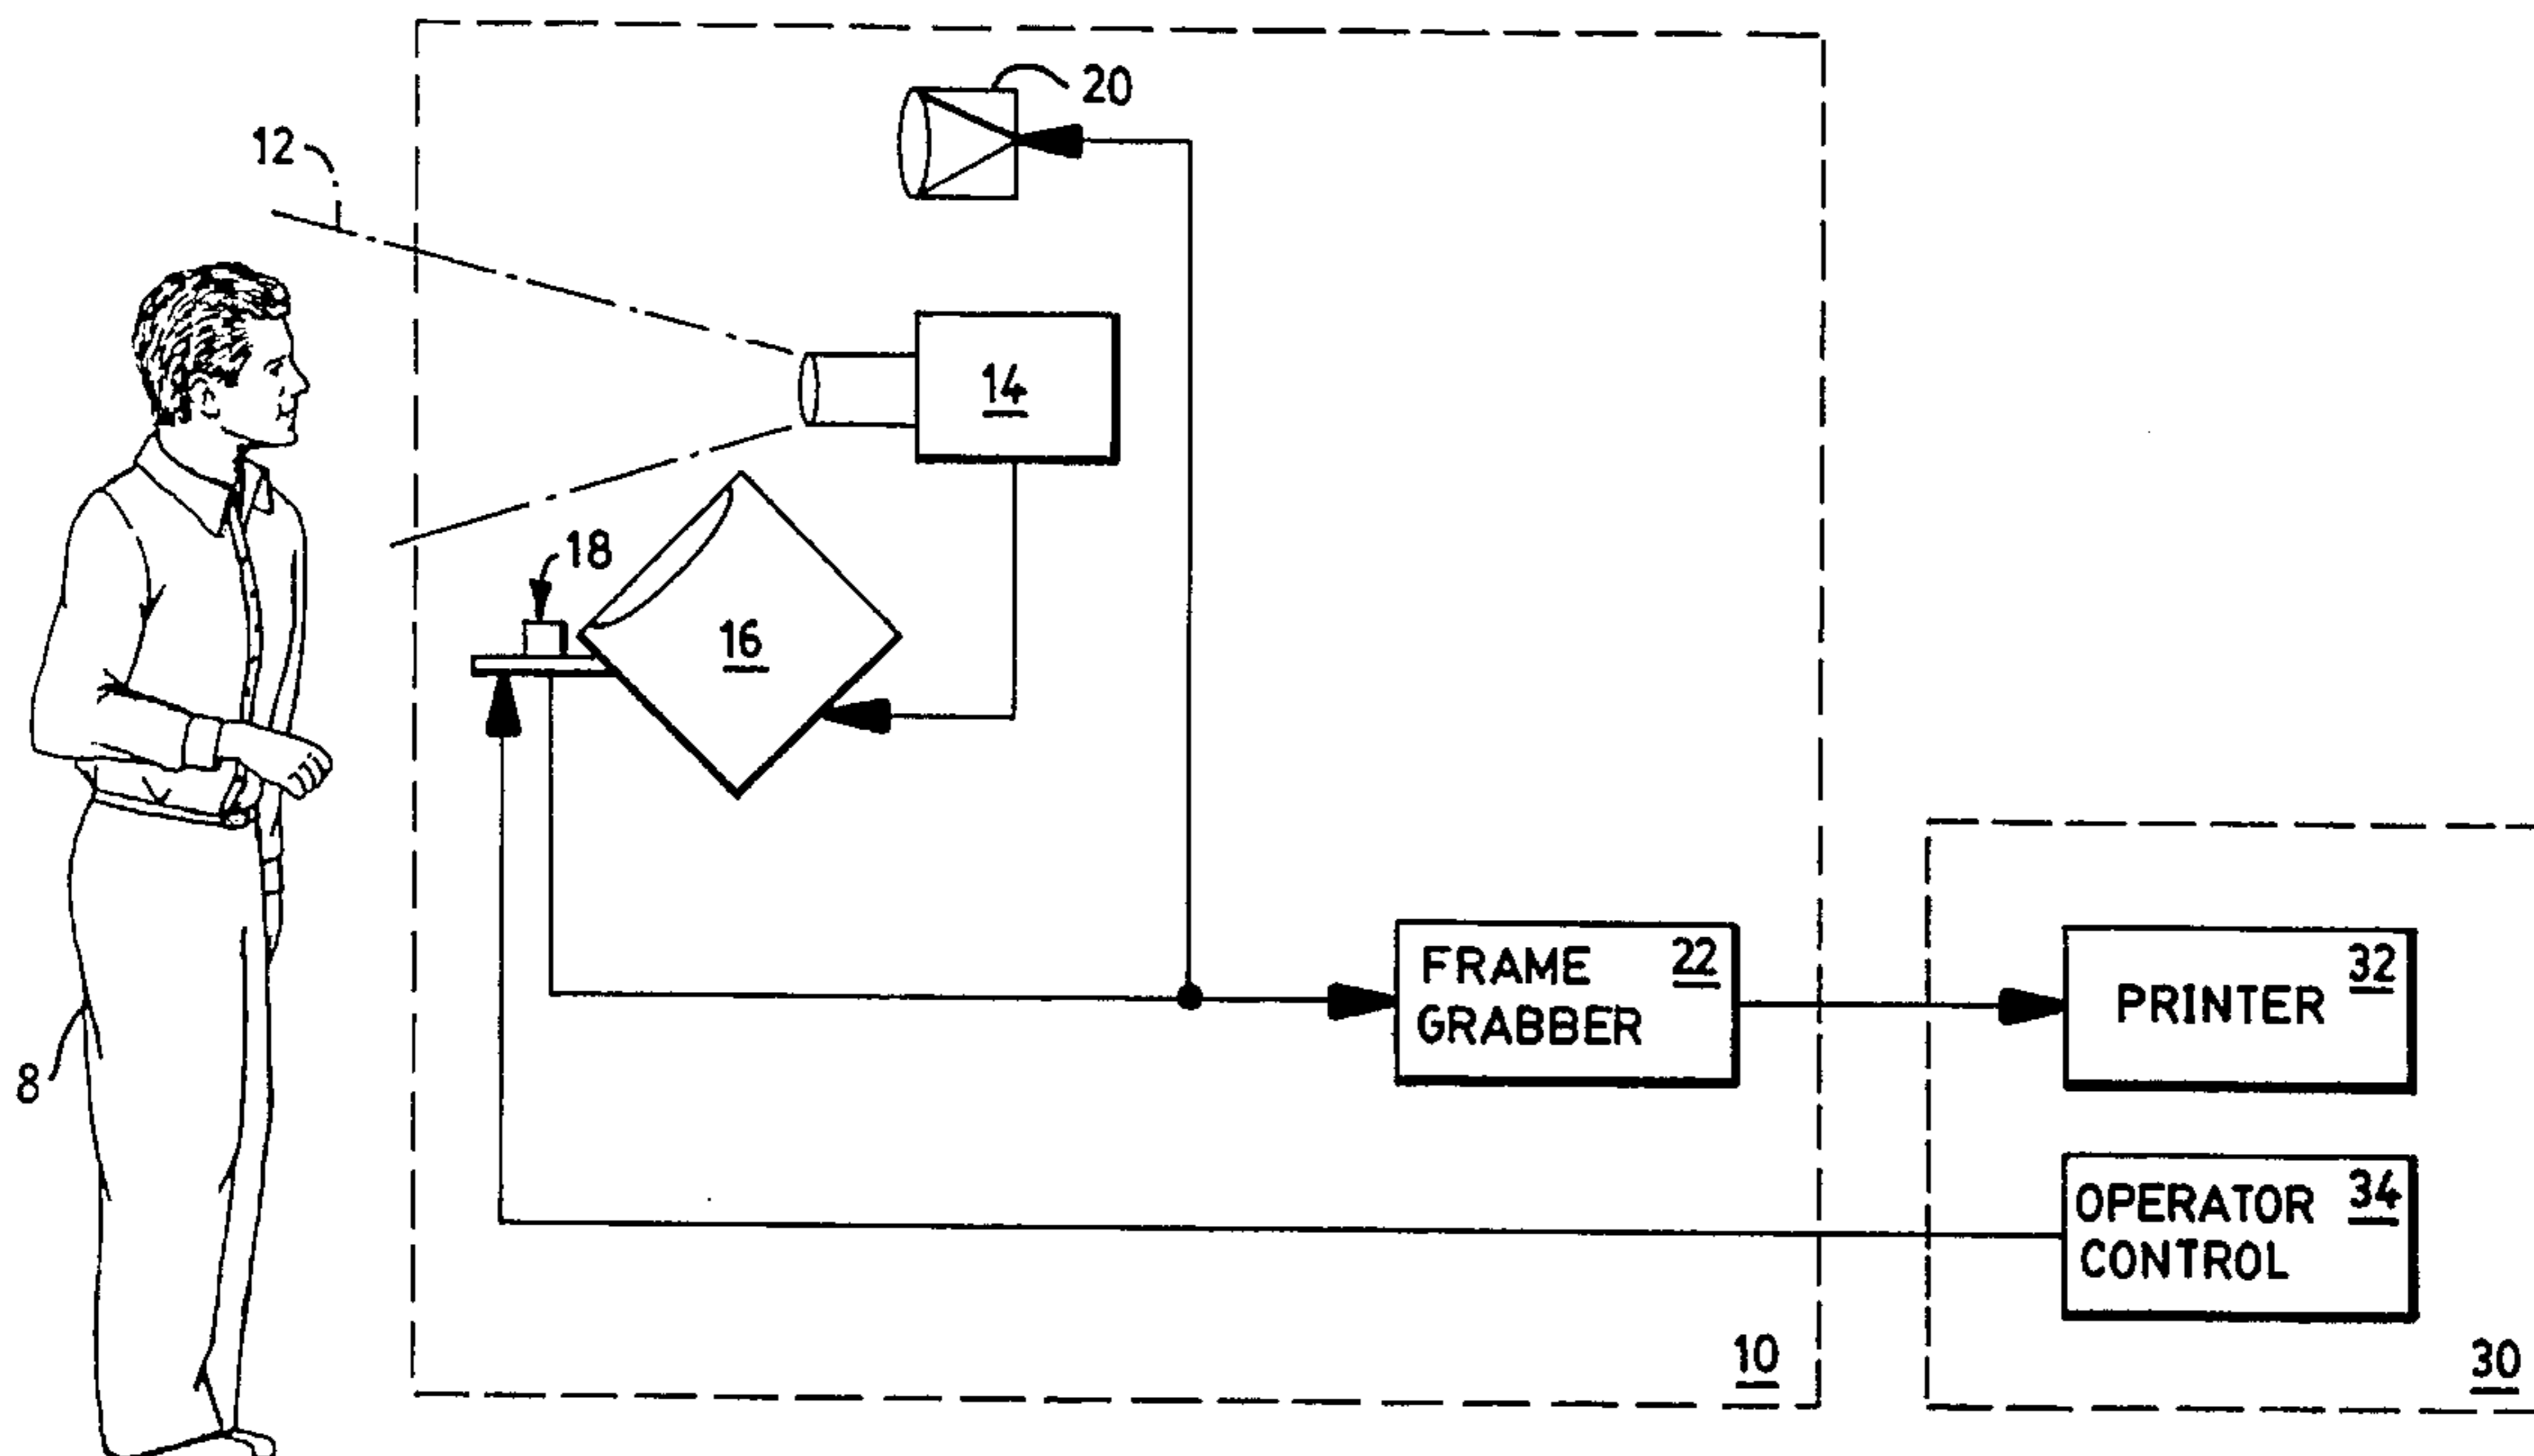 20
12
14
18
16
FRAME 22
GRABBER
PRINTER 32
8
OPERATOR 34
CONTROL
10
30